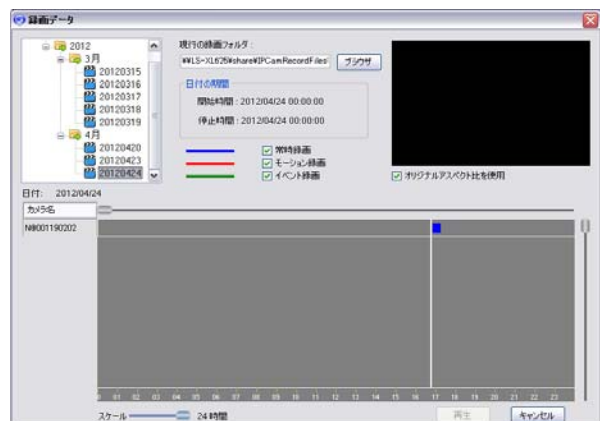 録画データ
2012
3月
20120315
20120316
20120317
20120318
20120319
4月
20120420
20120423
20120424
現行の録画フォルダ:
¥¥LS-XL625¥share¥IPCamRecordFiles
ブラウザ
日付の期間
開始時間 : 2012/04/24 00:00:00
停止時間 : 2012/04/24 00:00:00
常時録画
モーション録画
イベント録画
オリジナルアスペクト比を使用
日付: 2012/04/24
カメラ名
N@001190202
0 01 02 03 04 05 06 07 08 09 10 11 12 13 14 15 16 17 18 19 20 21 22 23
スケール 24 時間
再生 キャンセル